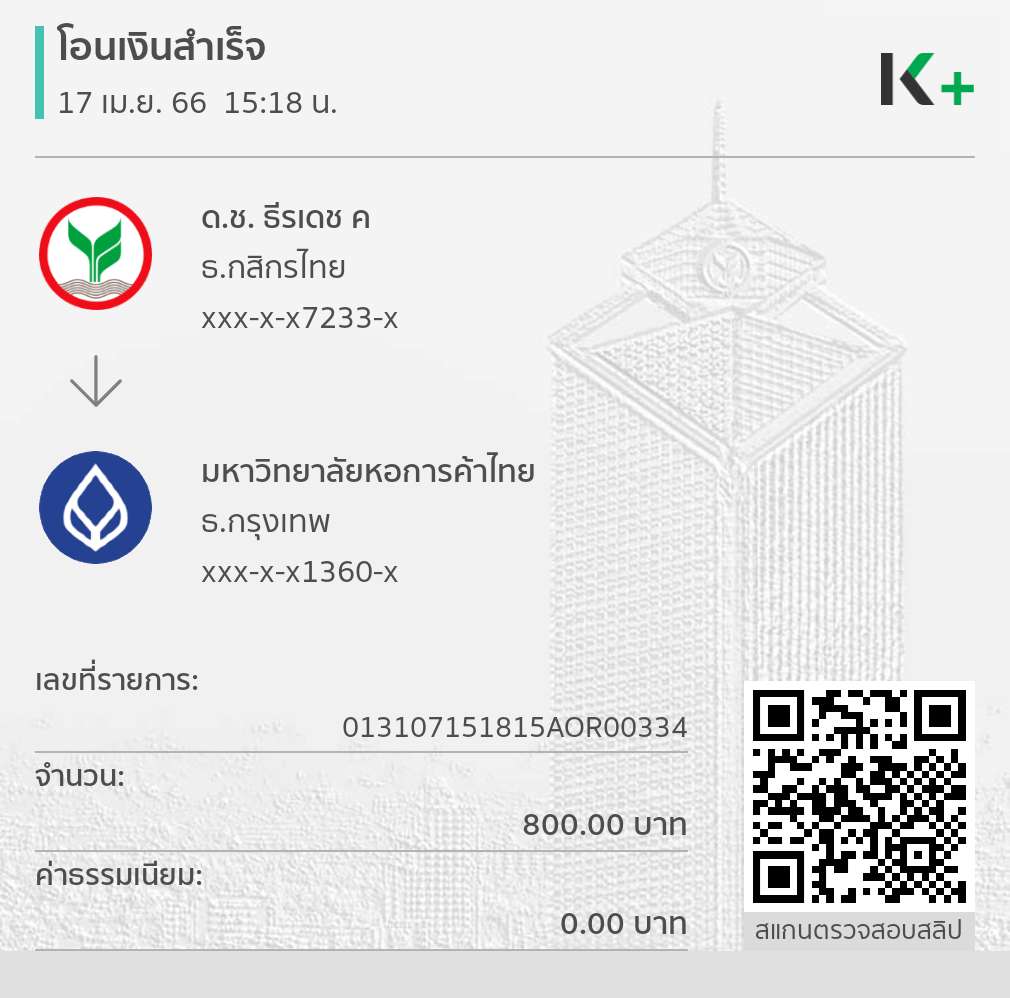 โอนเงินสำเร็จ
17 เม.ย. 66 15:18 น.
K+
ด.ช. ธีรเดช ค
ธ.กสิกรไทย
xxx-x-x7233-x
มหาวิทยาลัยหอการค้าไทย
ธ.กรุงเทพ
xxx-x-x1360-x
เลขที่รายการ:
013107151815AOR00334
จำนวน:
800.00 บาท
ค่าธรรมเนียม:
0.00 บาท
สแกนตรวจสอบสลิป